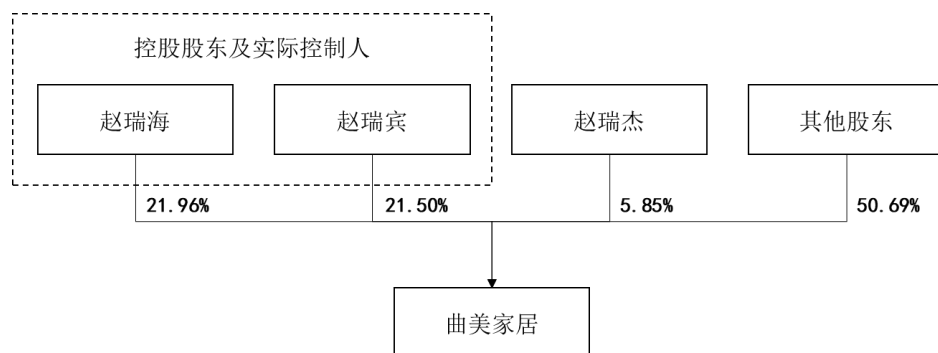 控股股东及实际控制人
赵瑞海
赵瑞宾
赵瑞杰
其他股东
21.96%
21.50%
5.85%
50.69%
曲美家居